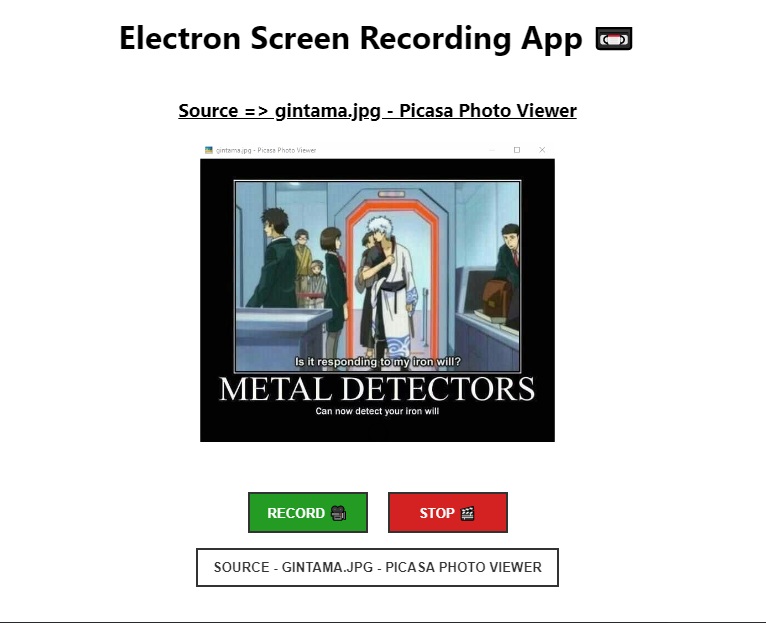 Electron Screen Recording App
Source => gintama.jpg - Picasa Photo Viewer
gintama.jpg - Picasa Photo Viewer
Is it responding to my iron will?
METAL DETECTORS
Can now detect your iron will
RECORD STOP
SOURCE - GINTAMA.JPG - PICASA PHOTO VIEWER